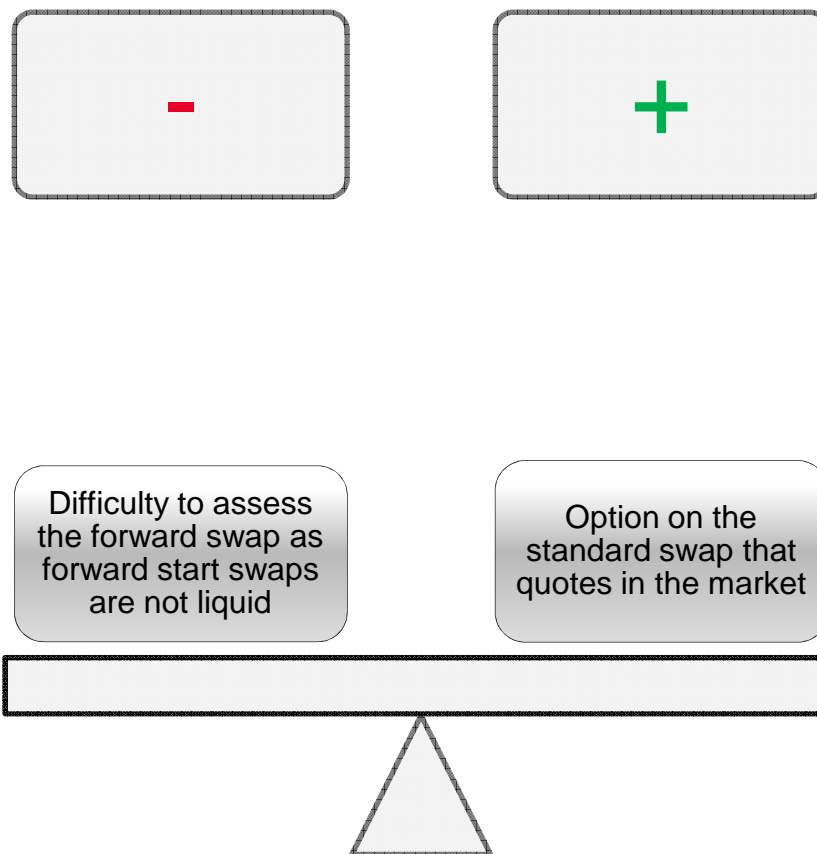 -
+
Difficulty to assess
the forward swap as
forward start swaps
are not liquid
Option on the
standard swap that
quotes in the market